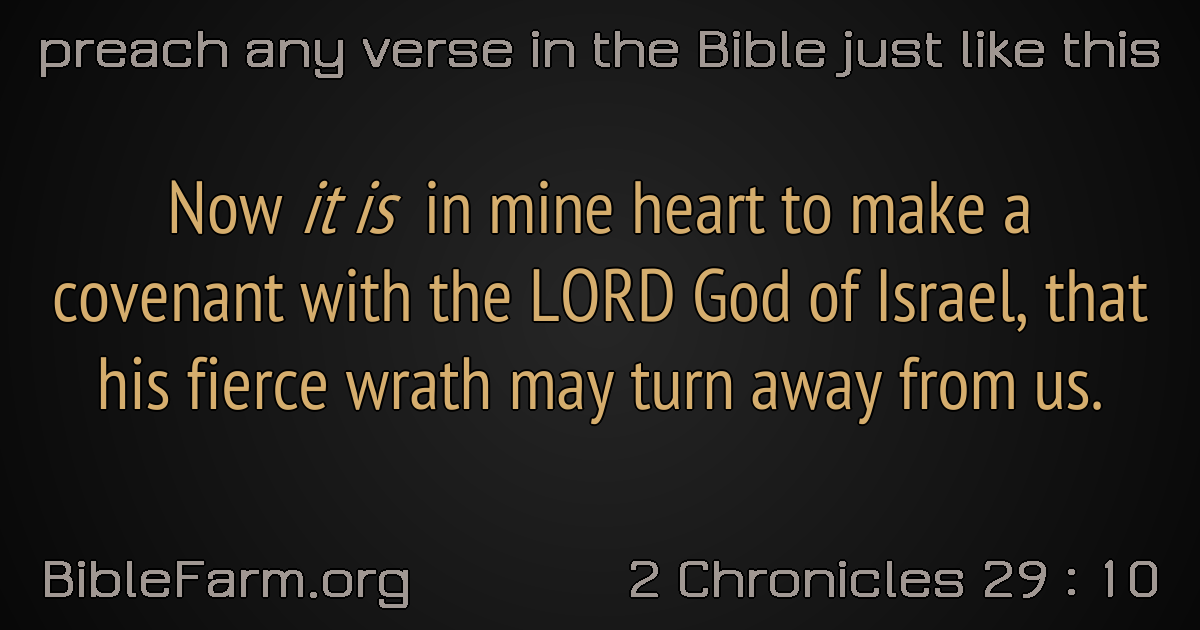 preach any verse in the Bible just like this
Now it is in mine heart to make a
covenant with the LORD God of Israel, that
his fierce wrath may turn away from us.
BibleFarm.org
2 Chronicles 29 : 10